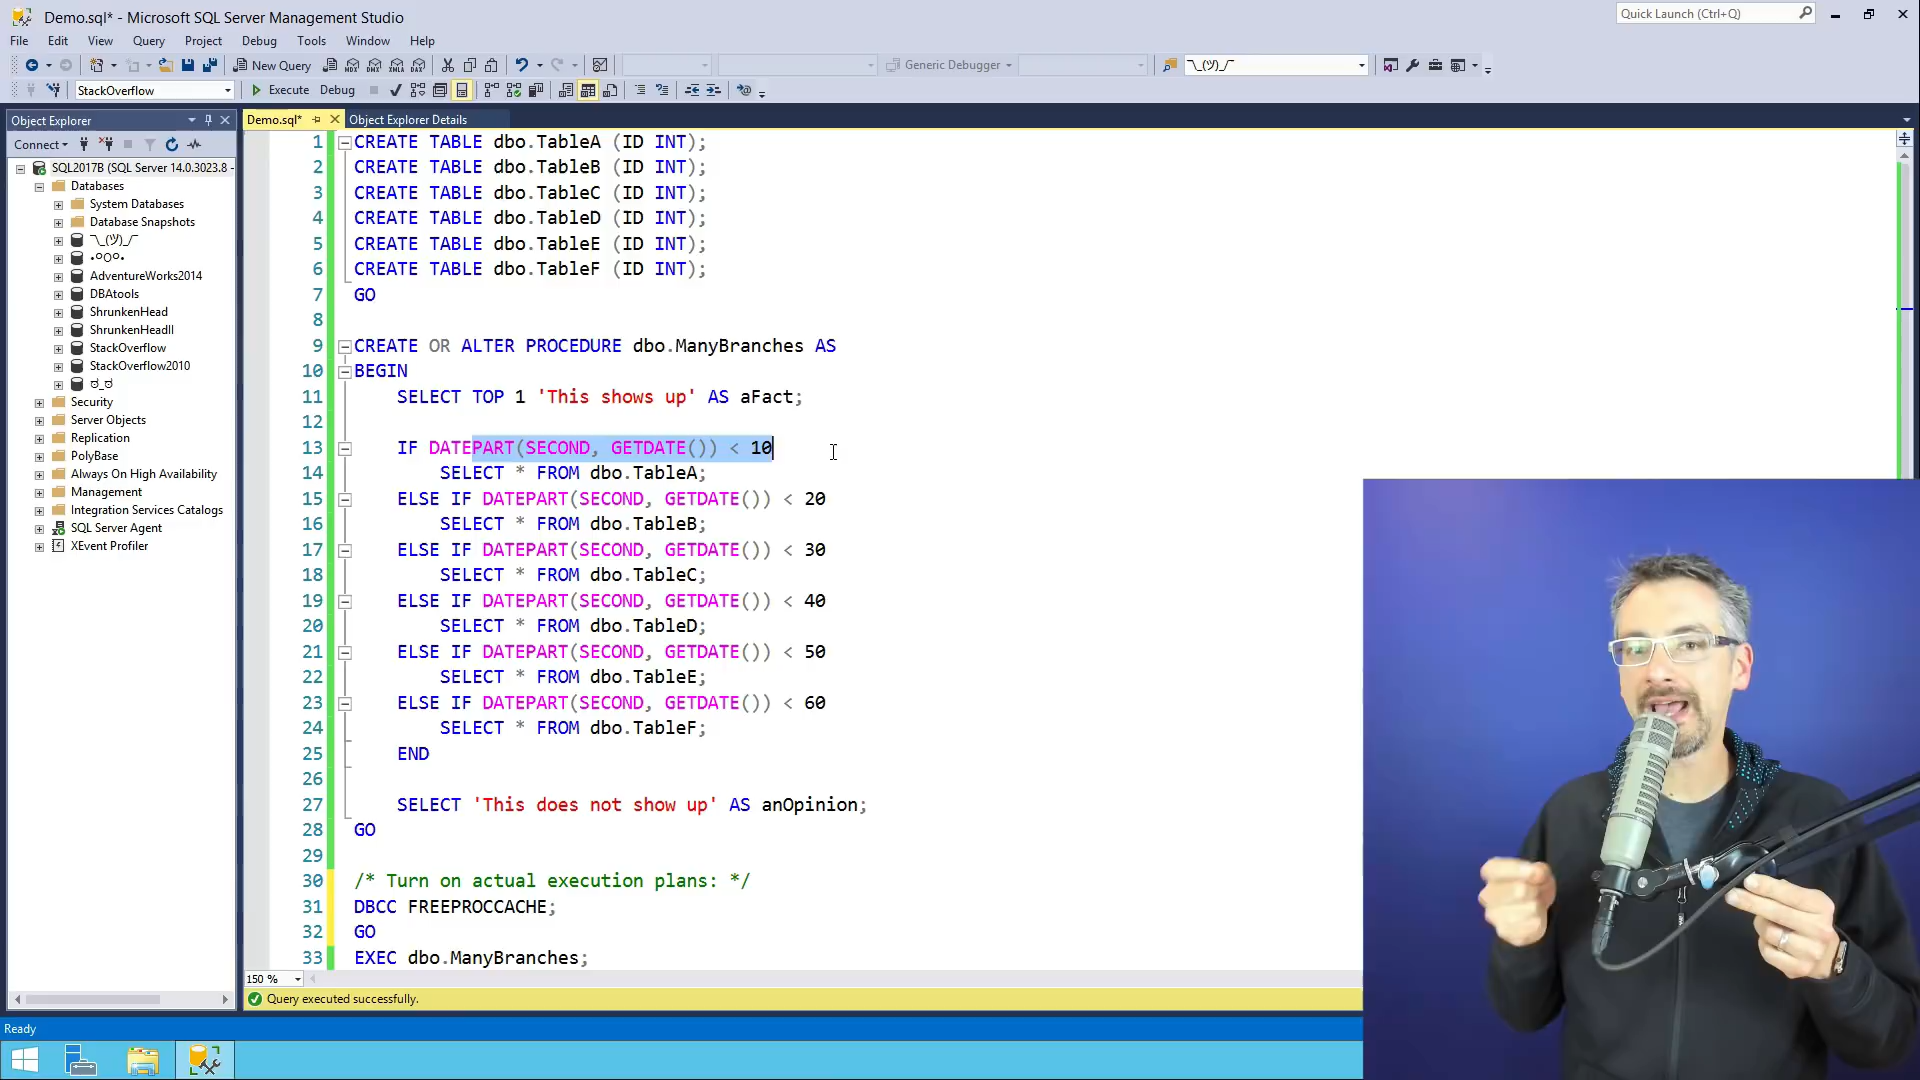 Demo.sql* - Microsoft SQL Server Management Studio
Quick Launch (Ctrl+Q)
File Edit View Query Project Debug Tools Window Help
New Query
MDX DMX XMLA DAX
Generic Debugger
¯\_(ツ)_/¯
StackOverflow
Execute Debug
Object Explorer
Demo.sql*
Object Explorer Details
Connect
SQL2017B (SQL Server 14.0.3023.8 -
Databases
System Databases
Database Snapshots
¯\_(ツ)_/¯
AdventureWorks2014
DBAtools
ShrunkenHead
ShrunkenHeadII
StackOverflow
StackOverflow2010
ಠ_ಠ
Security
Server Objects
Replication
PolyBase
Always On High Availability
Management
Integration Services Catalogs
SQL Server Agent
XEvent Profiler
1 CREATE TABLE dbo.TableA (ID INT);
2 CREATE TABLE dbo.TableB (ID INT);
3 CREATE TABLE dbo.TableC (ID INT);
4 CREATE TABLE dbo.TableD (ID INT);
5 CREATE TABLE dbo.TableE (ID INT);
6 CREATE TABLE dbo.TableF (ID INT);
7 GO
8
9 CREATE OR ALTER PROCEDURE dbo.ManyBranches AS
10 BEGIN
11 SELECT TOP 1 'This shows up' AS aFact;
12
13 IF DATEPART(SECOND, GETDATE()) < 10
14 SELECT * FROM dbo.TableA;
15 ELSE IF DATEPART(SECOND, GETDATE()) < 20
16 SELECT * FROM dbo.TableB;
17 ELSE IF DATEPART(SECOND, GETDATE()) < 30
18 SELECT * FROM dbo.TableC;
19 ELSE IF DATEPART(SECOND, GETDATE()) < 40
20 SELECT * FROM dbo.TableD;
21 ELSE IF DATEPART(SECOND, GETDATE()) < 50
22 SELECT * FROM dbo.TableE;
23 ELSE IF DATEPART(SECOND, GETDATE()) < 60
24 SELECT * FROM dbo.TableF;
25 END
26
27 SELECT 'This does not show up' AS anOpinion;
28 GO
29
30 /* Turn on actual execution plans: */
31 DBCC FREEPROCCACHE;
32 GO
33 EXEC dbo.ManyBranches;
150 %
Query executed successfully.
Ready